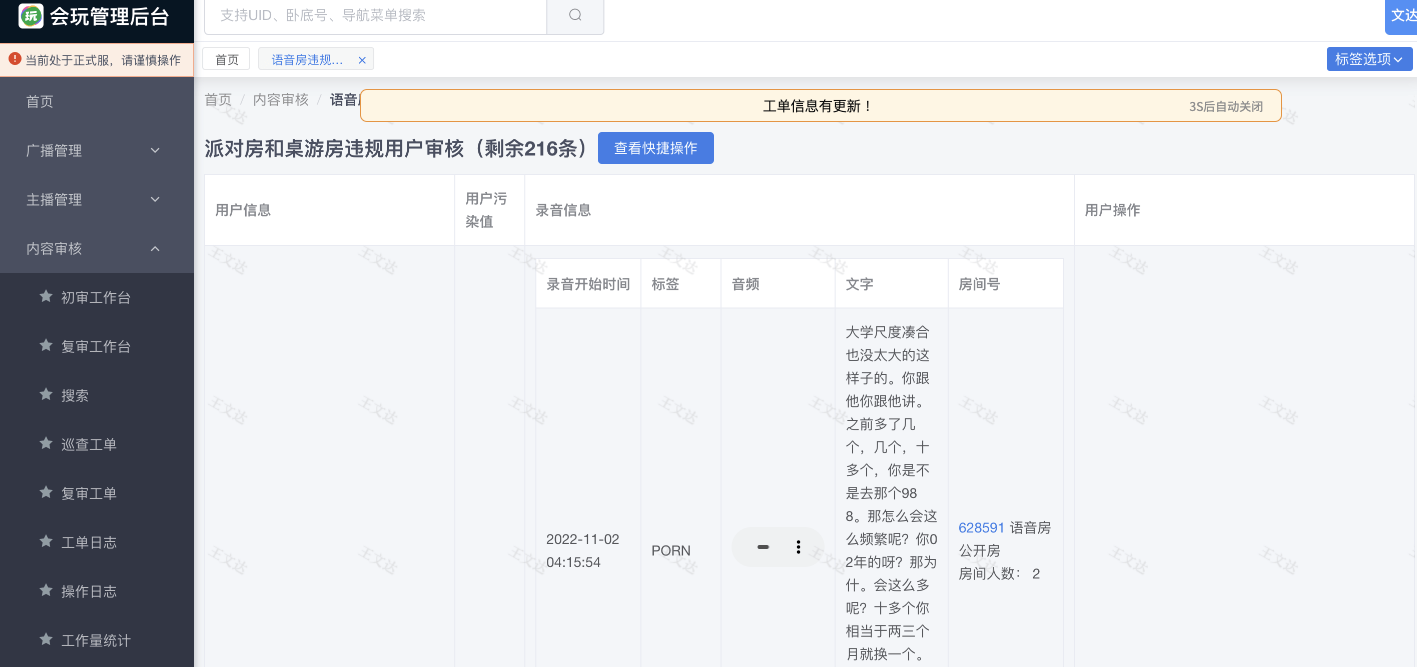 会玩管理后台
支持UID、卧底号、导航菜单搜索
文达
当前处于正式服，请谨慎操作
首页
语音房违规...
标签选项
首页 / 内容审核 / 语音
工单信息有更新！
3S后自动关闭
派对房和桌游房违规用户审核（剩余216条）
查看快捷操作
首页
广播管理
主播管理
内容审核
初审工作台
复审工作台
搜索
巡查工单
复审工单
工单日志
操作日志
工作量统计
用户信息
用户污
染值
录音信息
用户操作
录音开始时间
标签
音频
文字
房间号
2022-11-02
04:15:54
PORN
大学尺度凑合
也没太大的这
样子的。你跟
他你跟他讲。
之前多了几
个，几个，十
多个，你是不
是去那个98
8。那怎么会这
么频繁呢？你0
2年的呀？那为
什。会这么多
呢？十多个你
相当于两三个
月就换一个。
628591 语音房
公开房
房间人数： 2
王文达